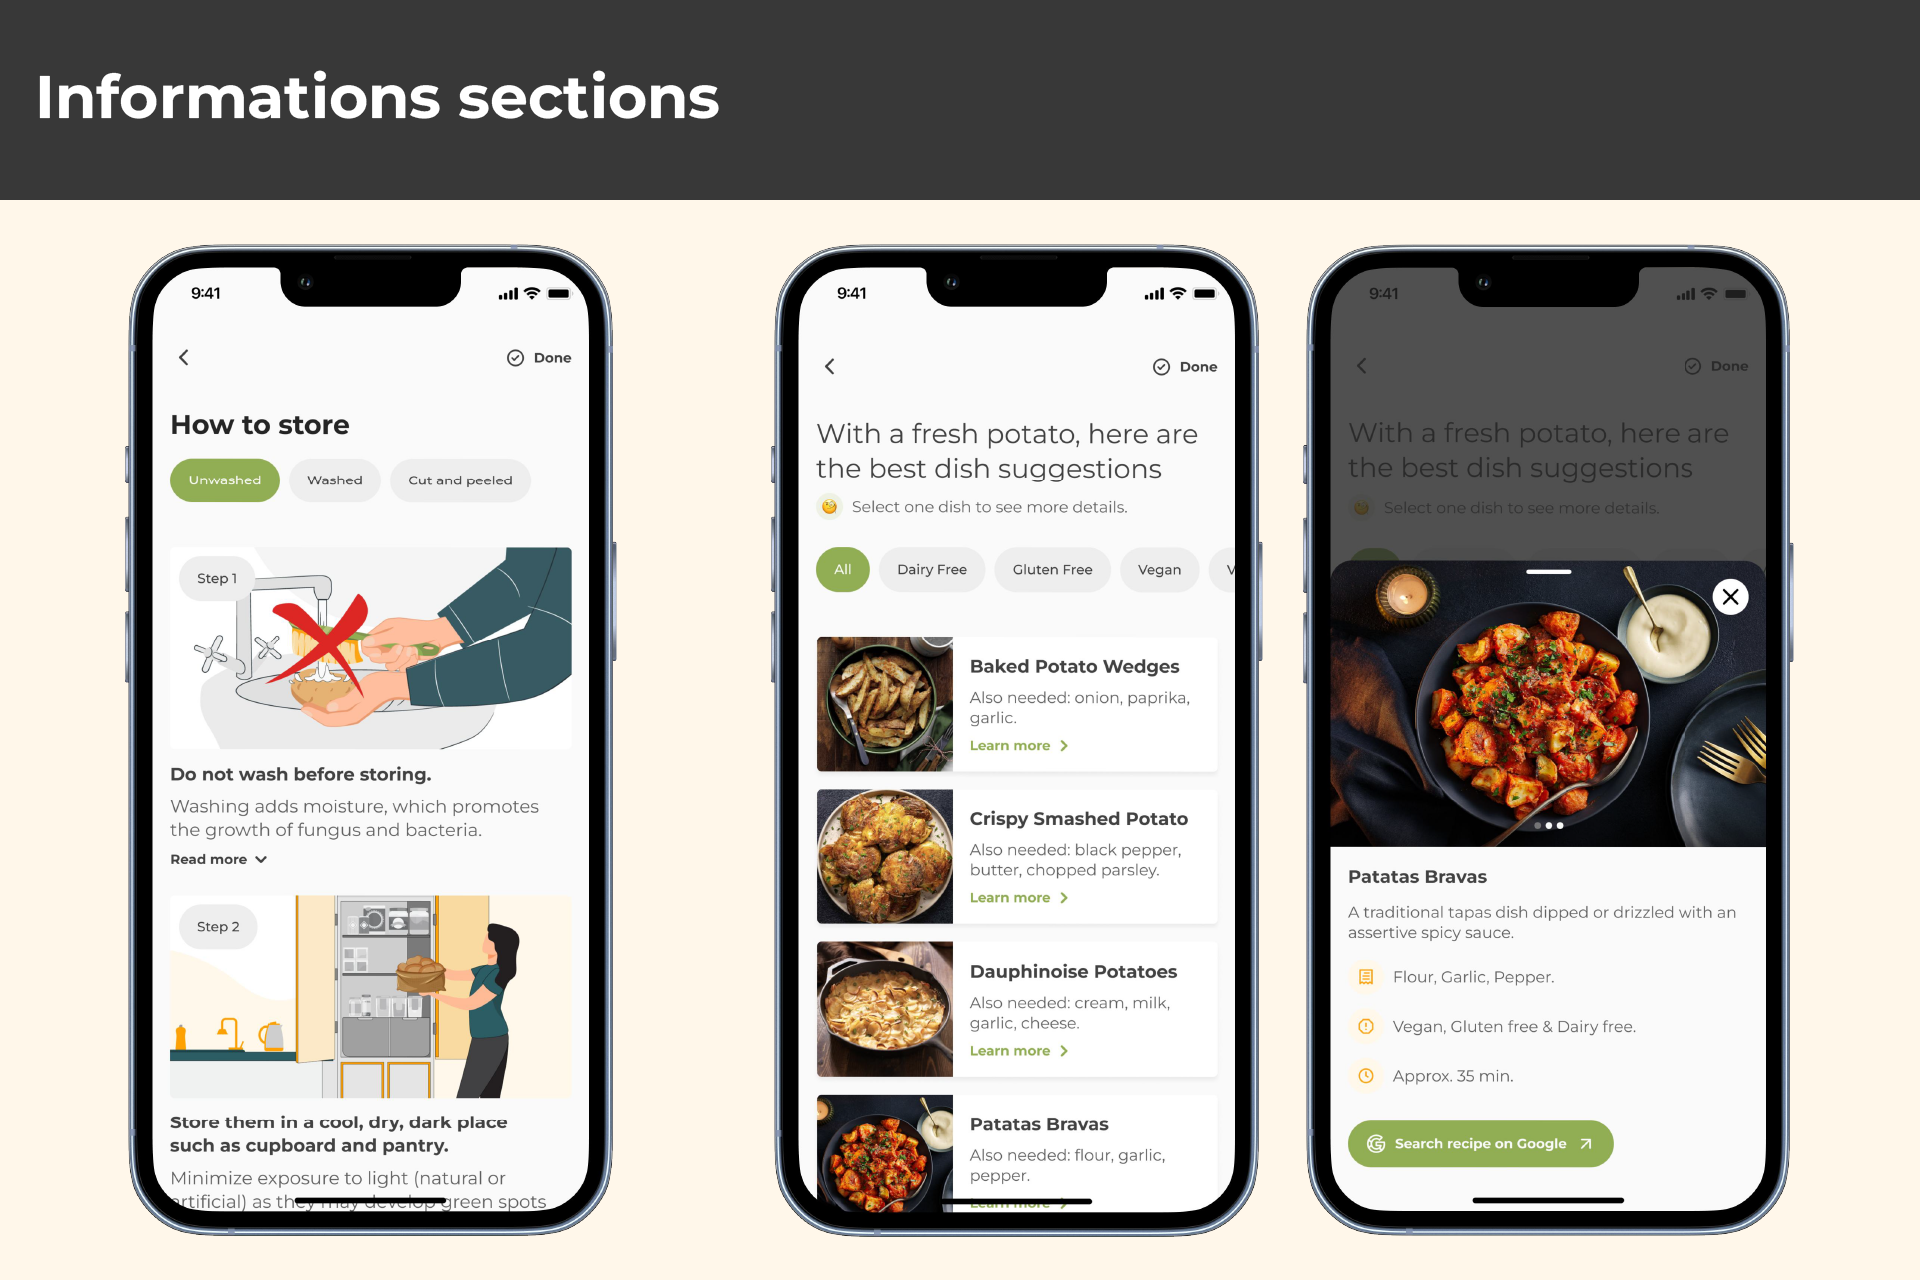 Informations sections
9:41
Done
How to store
Unwashed
Washed
Cut and peeled
Step 1
Do not wash before storing.
Washing adds moisture, which promotes
the growth of fungus and bacteria.
Read more
Step 2
Store them in a cool, dry, dark place
such as cupboard and pantry.
Minimize exposure to light (natural or
artificial) as they may develop green spots
9:41
Done
With a fresh potato, here are
the best dish suggestions
Select one dish to see more details.
All
Dairy Free
Gluten Free
Vegan
V
Baked Potato Wedges
Also needed: onion, paprika,
garlic.
Learn more
Crispy Smashed Potato
Also needed: black pepper,
butter, chopped parsley.
Learn more
Dauphinoise Potatoes
Also needed: cream, milk,
garlic, cheese.
Learn more
Patatas Bravas
Also needed: flour, garlic,
pepper.
Learn more
9:41
Done
With a fresh potato, here are
the best dish suggestions
Select one dish to see more details.
Patatas Bravas
A traditional tapas dish dipped or drizzled with an
assertive spicy sauce.
Flour, Garlic, Pepper.
Vegan, Gluten free & Dairy free.
Approx. 35 min.
Search recipe on Google